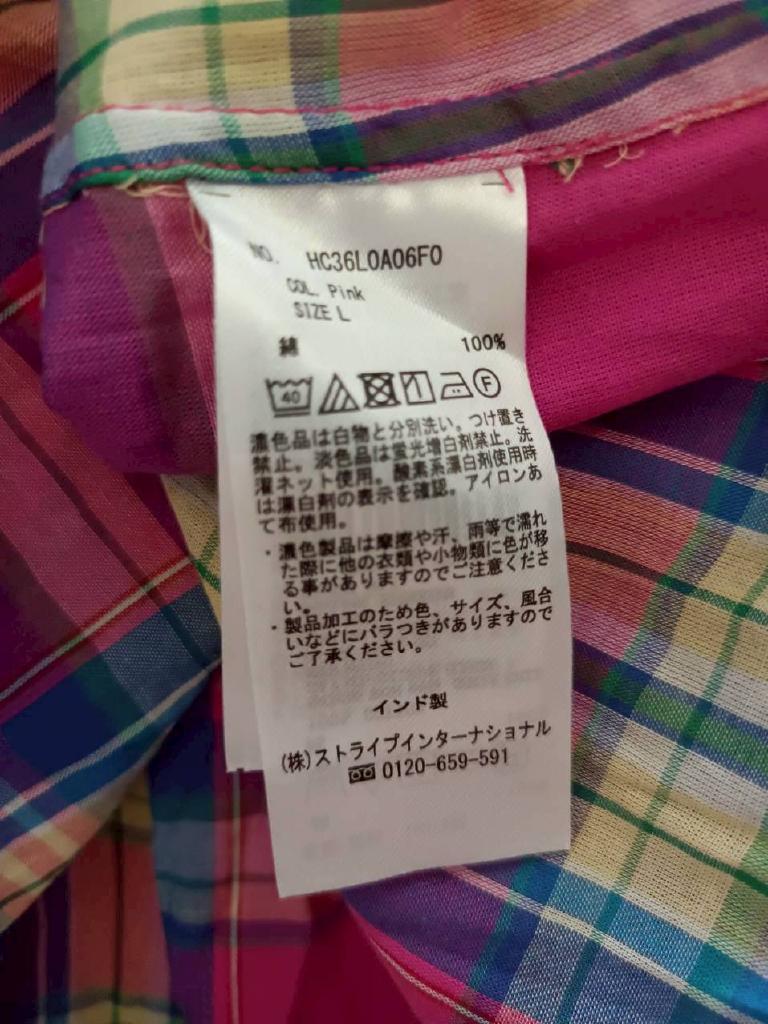 NO. HC36L0A06F0
COL. Pink
SIZE L
綿 100%
40 F
濃色品は白物と分別洗い。つけ置き
禁止。淡色品は蛍光増白剤禁止。洗
濯ネット使用。酸素系漂白剤使用時
は漂白剤の表示を確認。アイロンあ
て布使用。
・濃色製品は摩擦や汗、雨等で濡れ
た際に他の衣類や小物類に色が移
る事がありますのでご注意くださ
い。
・製品加工のため色、サイズ、風合
いなどにバラつきがありますので
ご了承ください。
インド製
(株)ストライプインターナショナル
0120-659-591